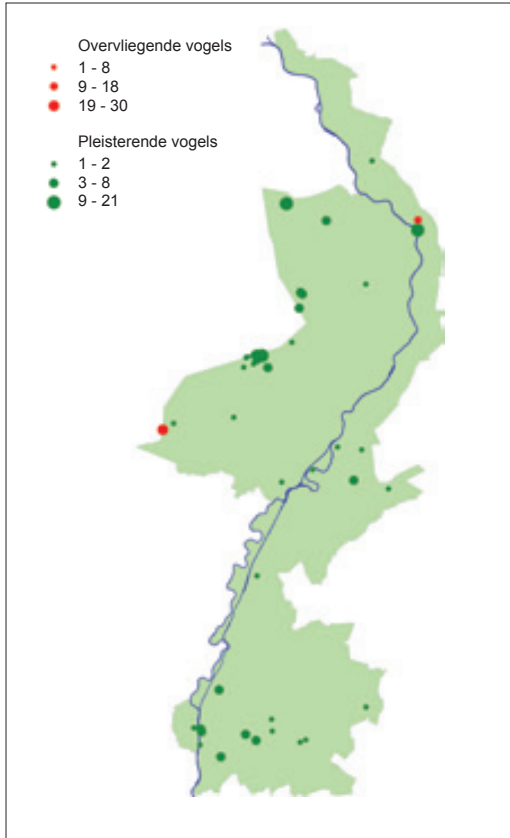 Overvliegende vogels
1 - 8
9 - 18
19 - 30
Pleisterende vogels
1 - 2
3 - 8
9 - 21